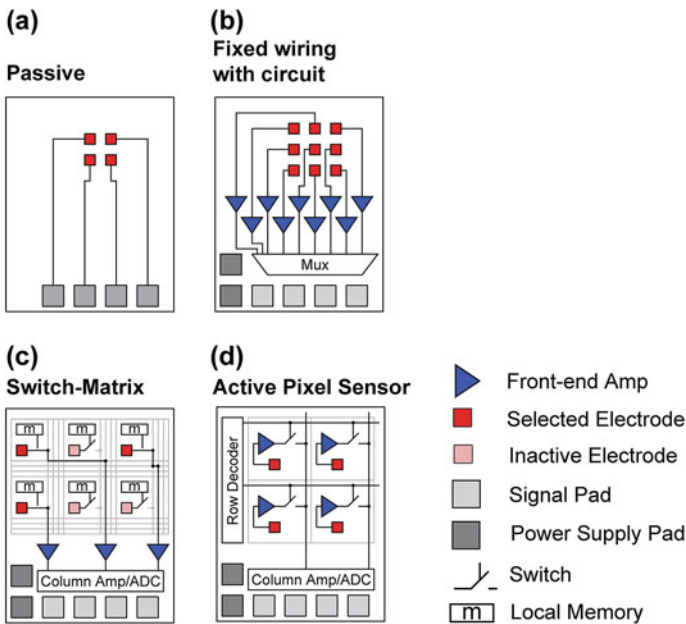 (a)
Passive
(b)
Fixed wiring
with circuit
Mux
(c)
Switch-Matrix
m
m
m
m
m
m
Column Amp/ADC
(d)
Active Pixel Sensor
Row Decoder
Column Amp/ADC
Front-end Amp
Selected Electrode
Inactive Electrode
Signal Pad
Power Supply Pad
Switch
m
Local Memory